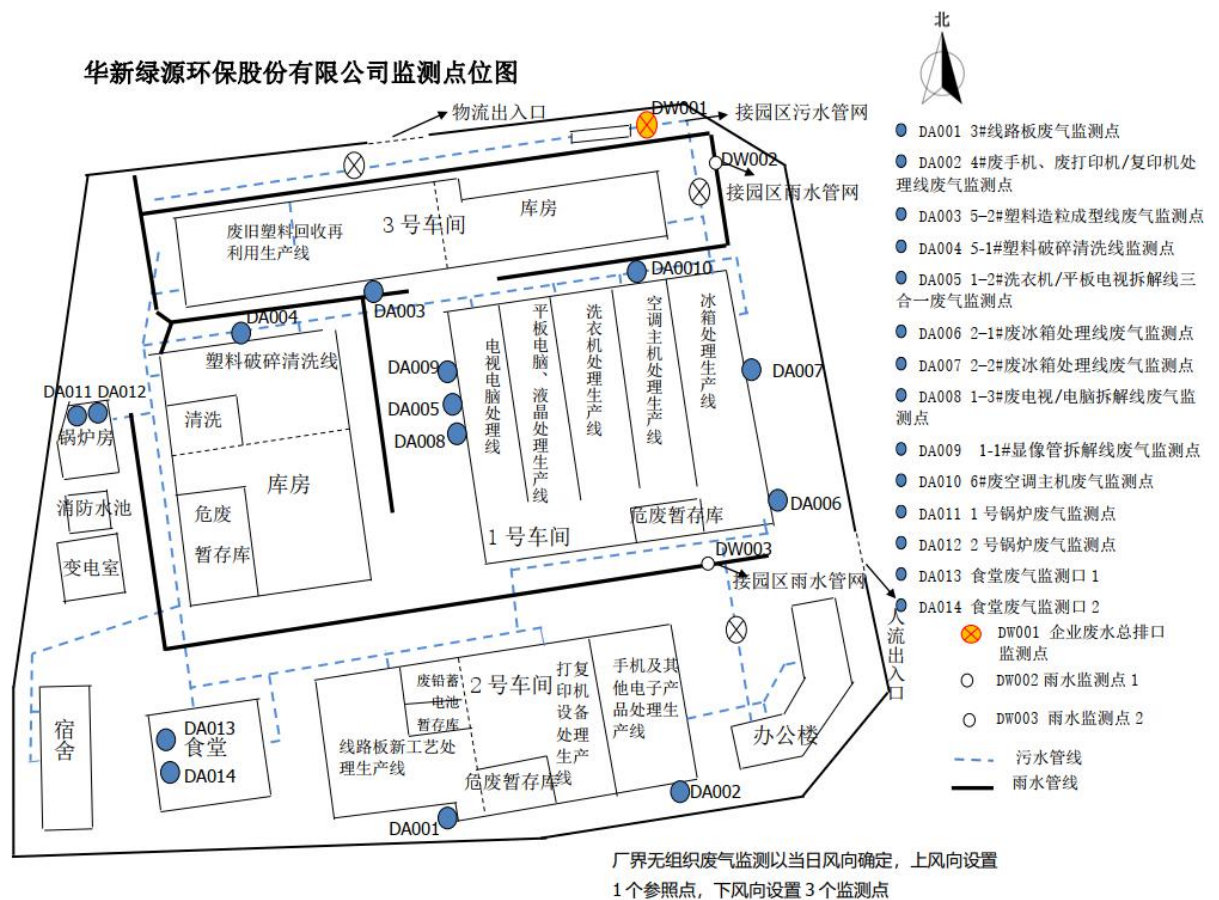 华新绿源环保股份有限公司监测点位图
北
物流出入口
DW001
接园区污水管网
DW002
接园区雨水管网
废旧塑料回收再
利用生产线
3号车间
库房
DA0010
DA003
DA004
塑料破碎清洗线
清洗
库房
危废
暂存库
DA011 DA012
锅炉房
消防水池
变电室
DA009
DA005
DA008
电视电脑处理线
平板电脑、液晶处理生产线
洗衣机处理生产线
空调主机处理生产线
冰箱处理生产线
DA007
DA006
危废暂存库
1号车间
DW003
接园区雨水管网
人流出入口
宿舍
DA013
食堂
DA014
废铅蓄
电池
暂存库
2号车间
线路板新工艺处
理生产线
危废暂存库
打复
印机
设备
处理
生产
线
手机及其
他电子产
品处理生
产线
办公楼
DA001
DA002
DA001 3#线路板废气监测点
DA002 4#废手机、废打印机/复印机处
理线废气监测点
DA003 5-2#塑料造粒成型线废气监测点
DA004 5-1#塑料破碎清洗线监测点
DA005 1-2#洗衣机/平板电视拆解线三
合一废气监测点
DA006 2-1#废冰箱处理线废气监测点
DA007 2-2#废冰箱处理线废气监测点
DA008 1-3#废电视/电脑拆解线废气监
测点
DA009 1-1#显像管拆解线废气监测点
DA010 6#废空调主机废气监测点
DA011 1号锅炉废气监测点
DA012 2号锅炉废气监测点
DA013 食堂废气监测口1
DA014 食堂废气监测口2
DW001 企业废水总排口
监测点
DW002 雨水监测点1
DW003 雨水监测点2
污水管线
雨水管线
厂界无组织废气监测以当日风向确定，上风向设置
1个参照点，下风向设置3个监测点